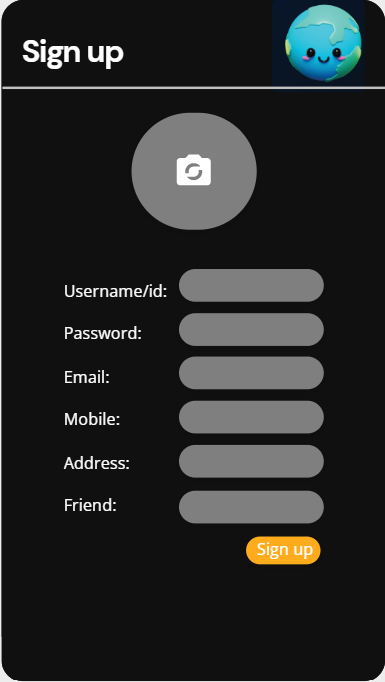 Sign up
Username/id:
Password:
Email:
Mobile:
Address:
Friend:
Sign up